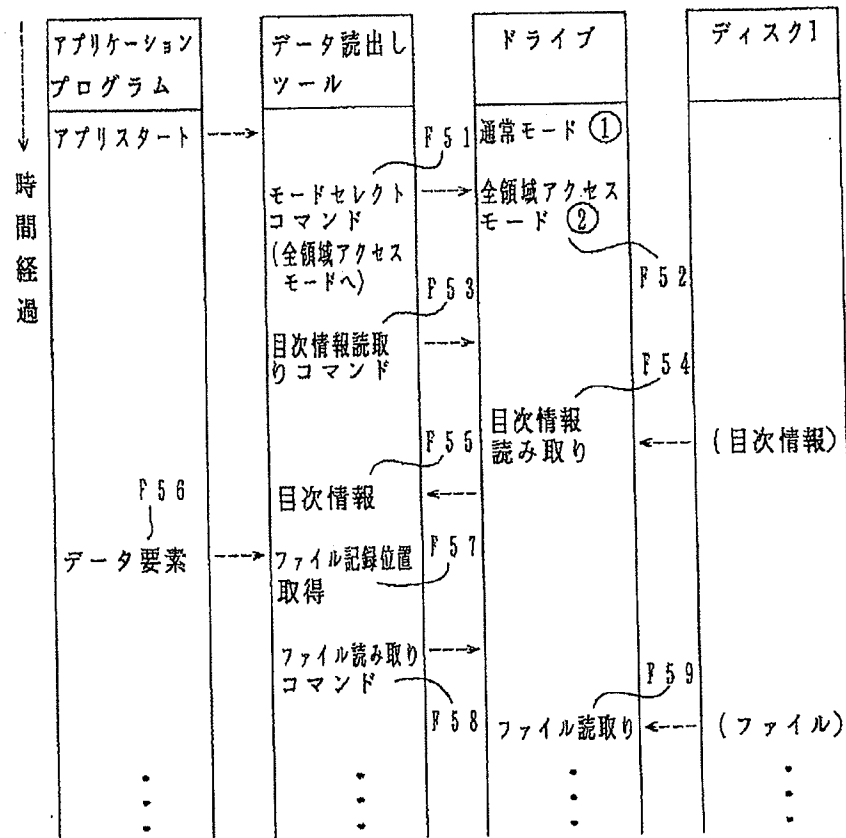 アプリケーション
プログラム
データ読出し
ツール
ドライブ
ディスク1
時間経過
アプリスタート
F51
通常モード ①
モードセレクト
コマンド
(全領域アクセス
モードへ)
全領域アクセス
モード ②
F52
F53
目次情報読取
りコマンド
F54
目次情報
読み取り
(目次情報)
F55
目次情報
F56
データ要素
F57
ファイル記録位置
取得
ファイル読み取り
コマンド
F58
F59
ファイル読取り
(ファイル)